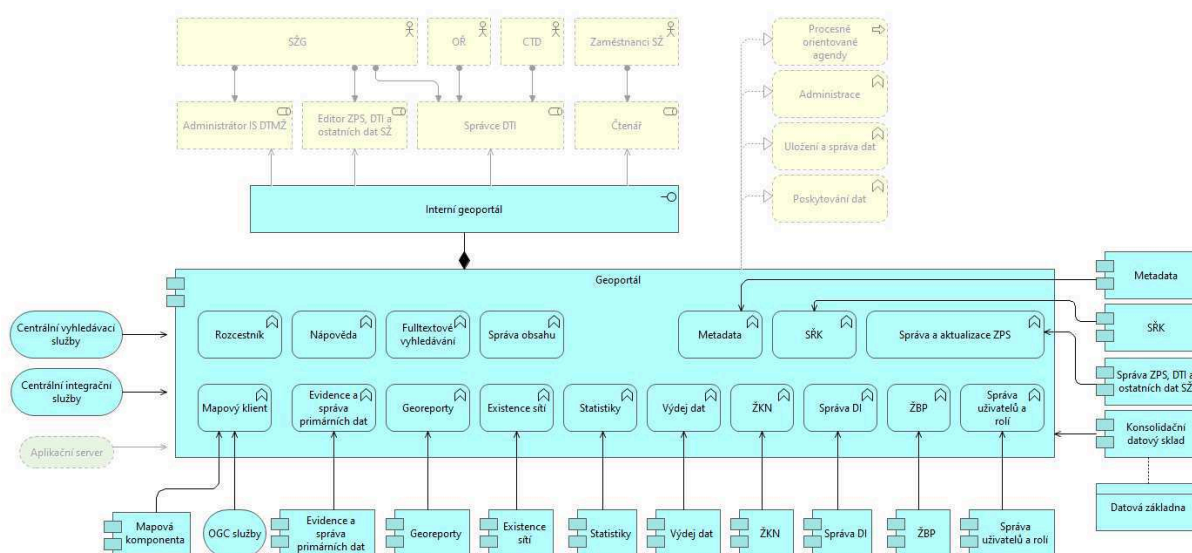 SŽG
OŘ
CTD
Zaměstnanci SŽ
Procesně
orientované
agendy
Administrátor IS DTMŽ
Editor ZPS, DTI a
ostatních dat SŽ
Správce DTI
Čtenář
Administrace
Uložení a správa dat
Poskytování dat
Interní geoportál
Geoportál
Metadata
Centrální vyhledávací
služby
Rozcestník
Nápověda
Fulltextové
vyhledávání
Správa obsahu
Metadata
SŘK
Správa a aktualizace ZPS
SŘK
Centrální integrační
služby
Mapový klient
Evidence a
správa
primárních dat
Georeporty
Existence sítí
Statistiky
Výdej dat
ŽKN
Správa DI
ŽBP
Správa
uživatelů a
rolí
Správa ZPS, DTI a
ostatních dat SŽ
Konsolidační
datový sklad
Aplikační server
Datová základna
Mapová
komponenta
OGC služby
Evidence a
správa
primárních dat
Georeporty
Existence
sítí
Statistiky
Výdej dat
ŽKN
Správa DI
ŽBP
Správa
uživatelů a rolí